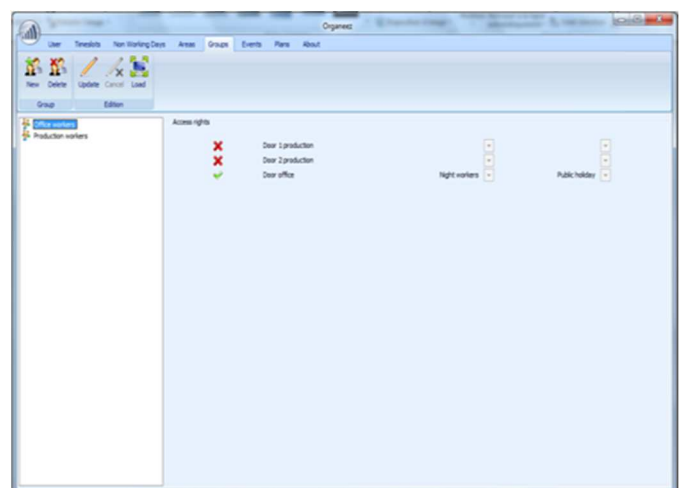 Organeez
User Timeslots Non Working Days Areas Groups Events Plans About
New Delete Update Cancel Load
Group Edition
Office workers
Production workers
Access rights
Door 1 production
Door 2 production
Door office Night workers Public holiday